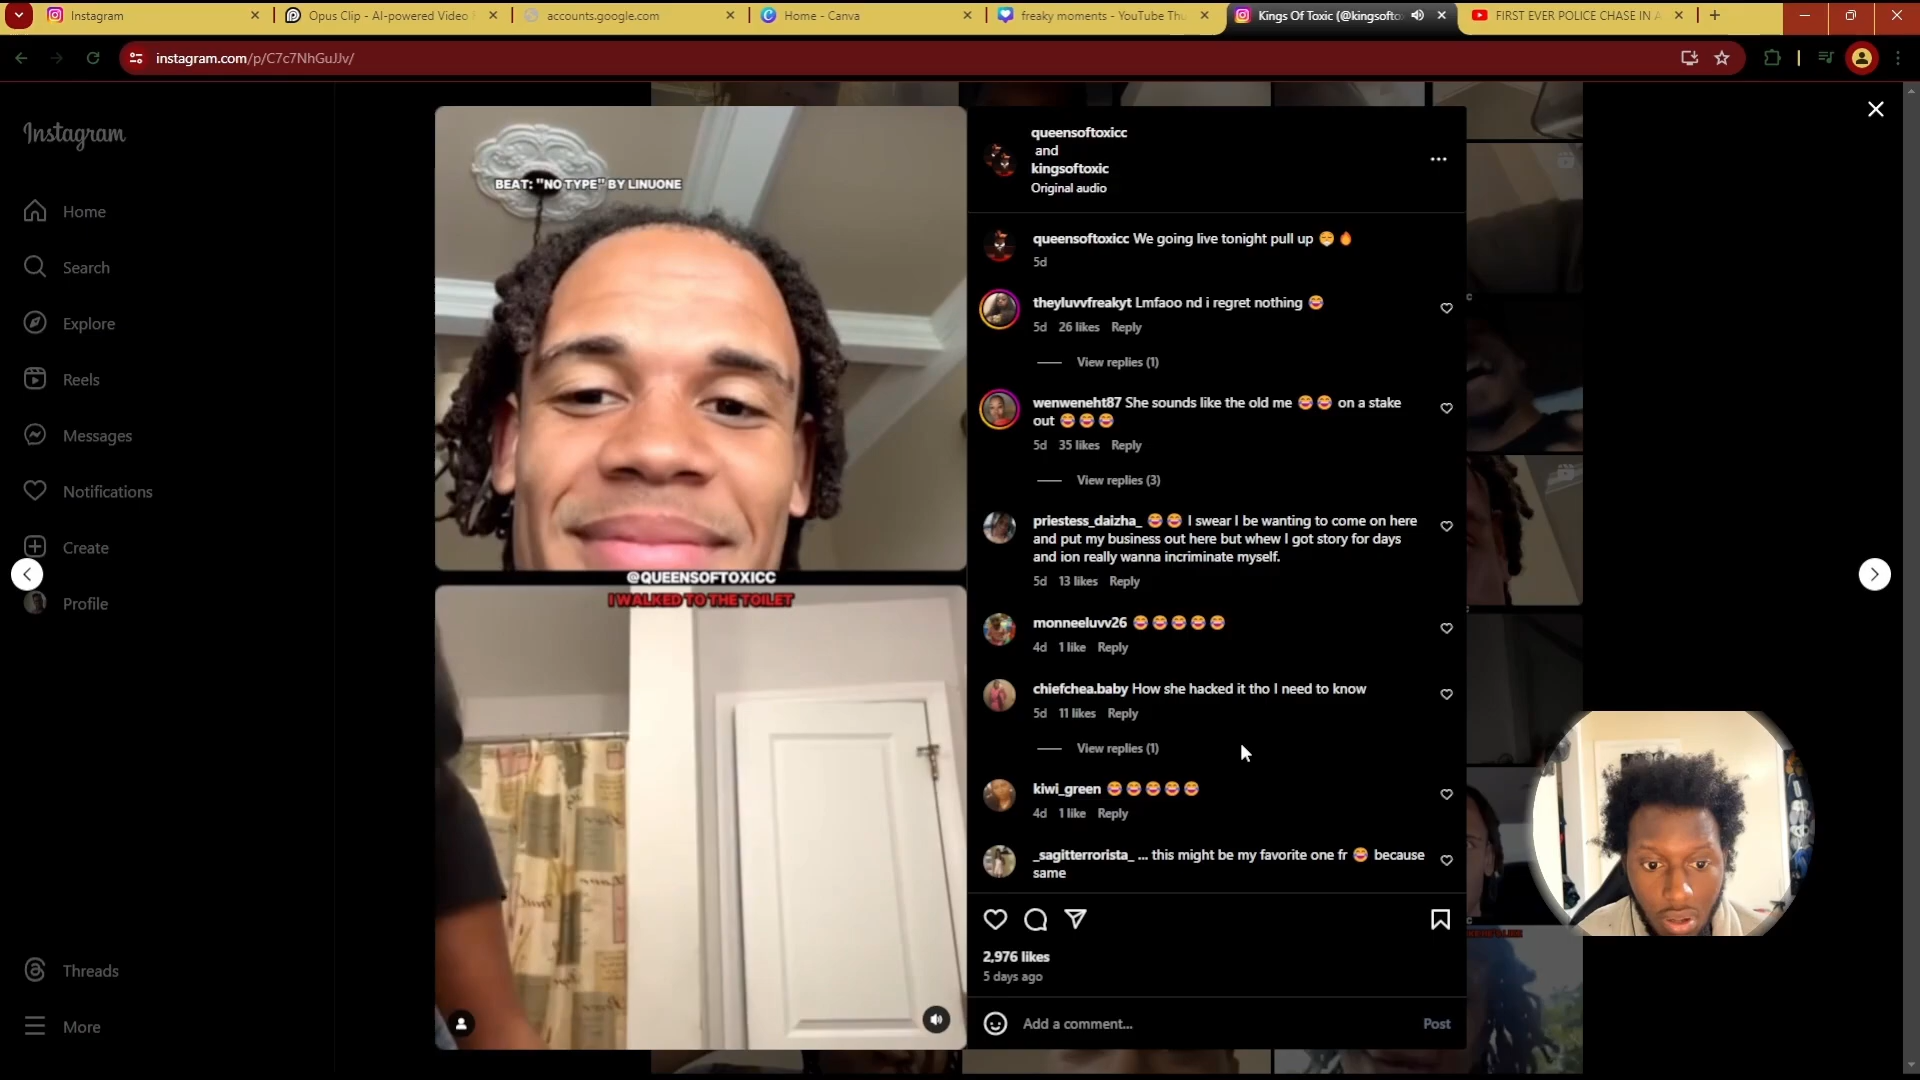 Instagram
Opus Clip - AI-powered Video
accounts.google.com
Home - Canva
freaky moments - YouTube Thu
Kings Of Toxic (@kingsofto
FIRST EVER POLICE CHASE IN A
instagram.com/p/C7c7NhGuJJv/
Instagram
Home
Search
Explore
Reels
Messages
Notifications
Create
Profile
Threads
More
BEAT: "NO TYPE" BY LINUONE
@QUEENSOFTOXICC
I WALKED TO THE TOILET
queensoftoxicc
and
kingsoftoxic
Original audio
queensoftoxicc We going live tonight pull up 😁🔥
5d
theyluvvfreakyt Lmfaoo nd i regret nothing 😂
5d 26 likes Reply
View replies (1)
wenweneht87 She sounds like the old me 😂😂 on a stake
out 😂😂😂
5d 35 likes Reply
View replies (3)
priestess_daizha_ 😂😂 I swear I be wanting to come on here
and put my business out here but whew I got story for days
and ion really wanna incriminate myself.
5d 13 likes Reply
monneeluvv26 😂😂😂😂😂
4d 1 like Reply
chiefchea.baby How she hacked it tho I need to know
5d 11 likes Reply
View replies (1)
kiwi_green 😂😂😂😂😂
4d 1 like Reply
_sagitterrorista_ ... this might be my favorite one fr 😂 because
same
2,976 likes
5 days ago
Add a comment...
Post